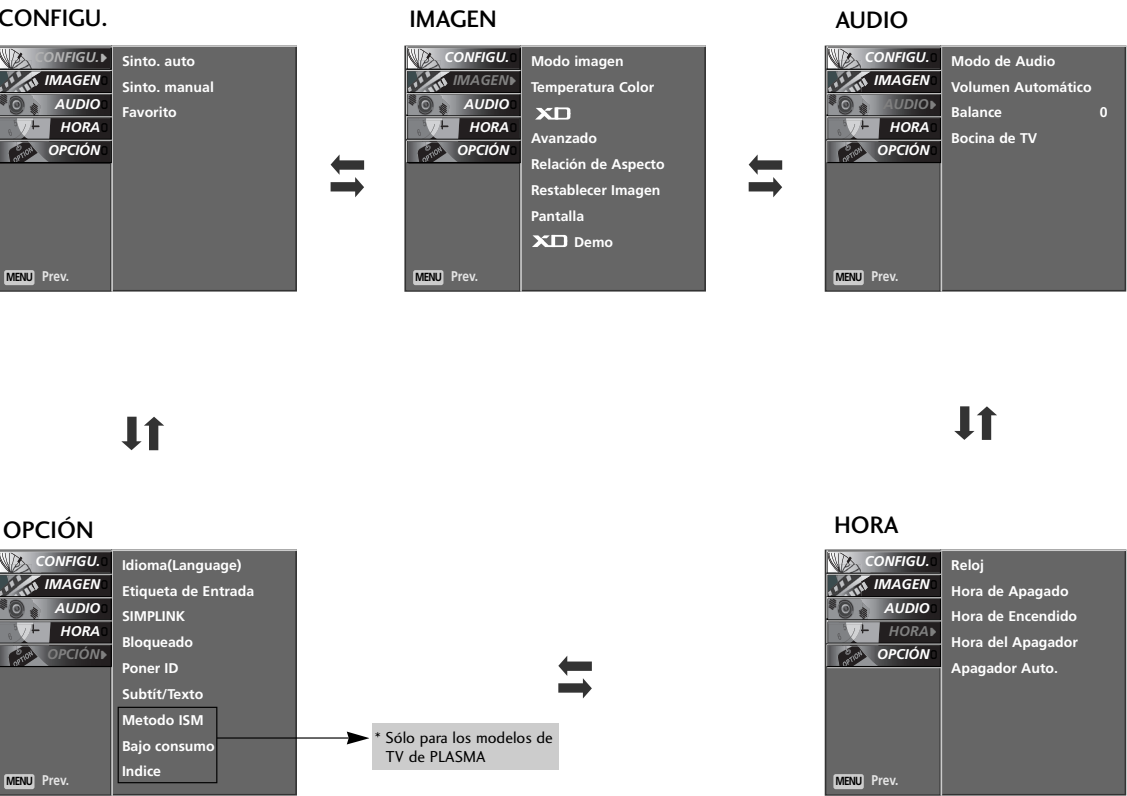 CONFIGU.
CONFIGU.
IMAGEN
AUDIO
HORA
OPCIÓN
OPTION
Sinto. auto
Sinto. manual
Favorito
MENU Prev.
IMAGEN
CONFIGU.
IMAGEN
AUDIO
HORA
OPCIÓN
OPTION
Modo imagen
Temperatura Color
XD
Avanzado
Relación de Aspecto
Restablecer Imagen
Pantalla
XD Demo
MENU Prev.
AUDIO
CONFIGU.
IMAGEN
AUDIO
HORA
OPCIÓN
OPTION
Modo de Audio
Volumen Automático
Balance 0
Bocina de TV
MENU Prev.
OPCIÓN
CONFIGU.
IMAGEN
AUDIO
HORA
OPCIÓN
OPTION
Idioma(Language)
Etiqueta de Entrada
SIMPLINK
Bloqueado
Poner ID
Subtít/Texto
Metodo ISM
Bajo consumo
Indice
MENU Prev.
* Sólo para los modelos de
TV de PLASMA
HORA
CONFIGU.
IMAGEN
AUDIO
HORA
OPCIÓN
OPTION
Reloj
Hora de Apagado
Hora de Encendido
Hora del Apagador
Apagador Auto.
MENU Prev.